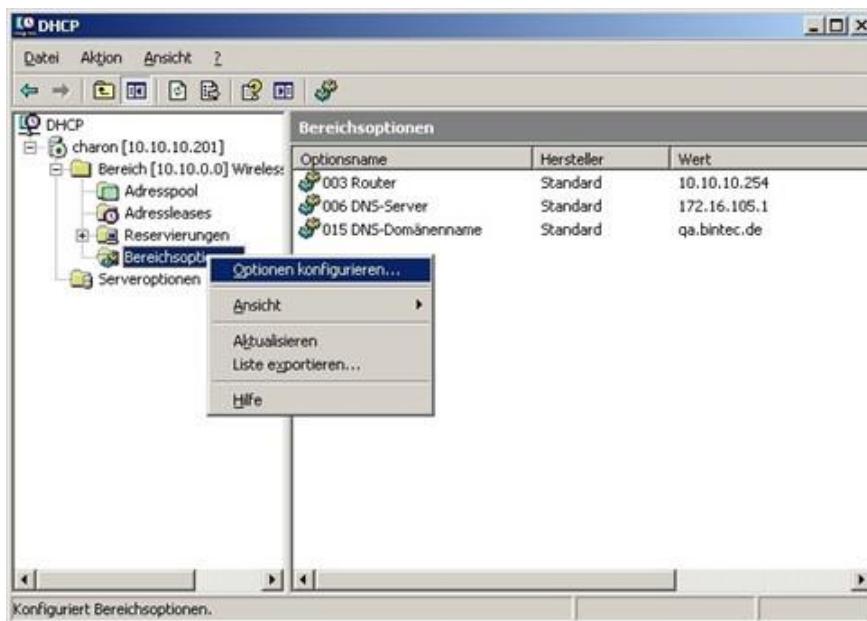 DHCP
Datei Aktion Ansicht ?
DHCP
charon [10.10.10.201]
Bereich [10.10.0.0] Wireles
Adresspool
Adressleases
Reservierungen
Bereichsopti
Serveroptionen
Bereichsoptionen
Optionsname Hersteller Wert
003 Router Standard 10.10.10.254
006 DNS-Server Standard 172.16.105.1
015 DNS-Domänenname Standard qa.bintec.de
Optionen konfigurieren...
Ansicht
Aktualisieren
Liste exportieren...
Hilfe
Konfiguriert Bereichsoptionen.